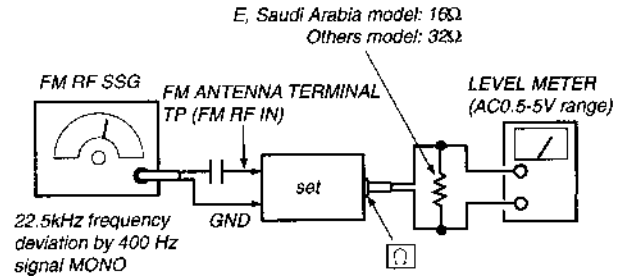 E, Saudi Arabia model: 16Ω
Others model: 32Ω
FM RF SSG
FM ANTENNA TERMINAL
TP (FM RF IN)
LEVEL METER
(AC0.5-5V range)
set
GND
22.5kHz frequency
deviation by 400 Hz
signal MONO